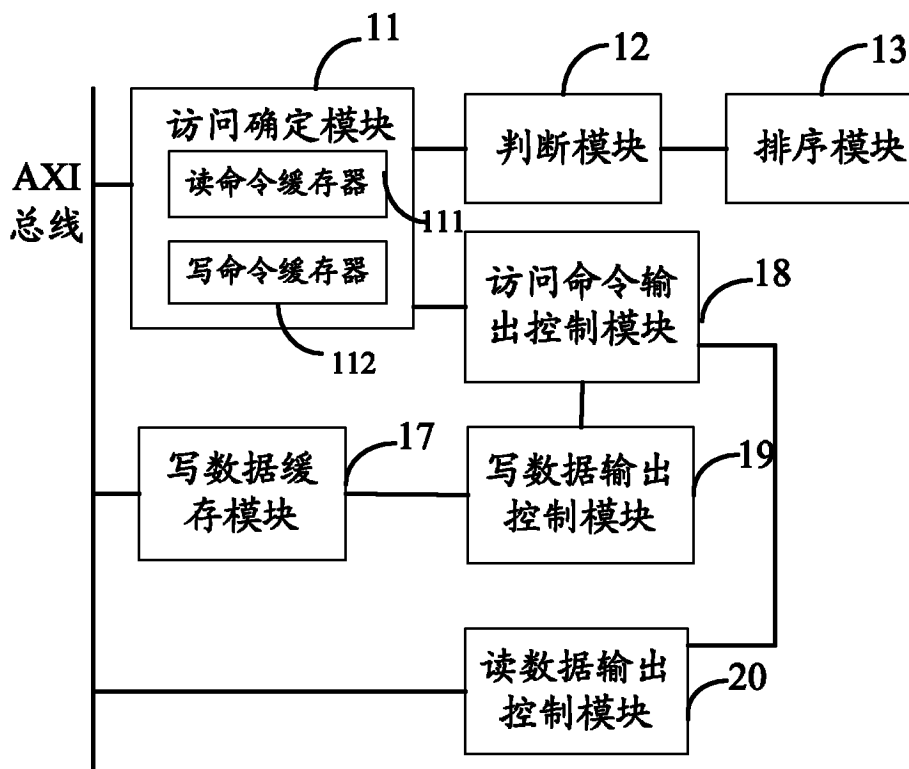 11
12
13
访问确定模块
判断模块
排序模块
AXI
总线
读命令缓存器
111
写命令缓存器
112
访问命令输
出控制模块
18
17
写数据缓
存模块
写数据输出
控制模块
19
读数据输出
控制模块
20